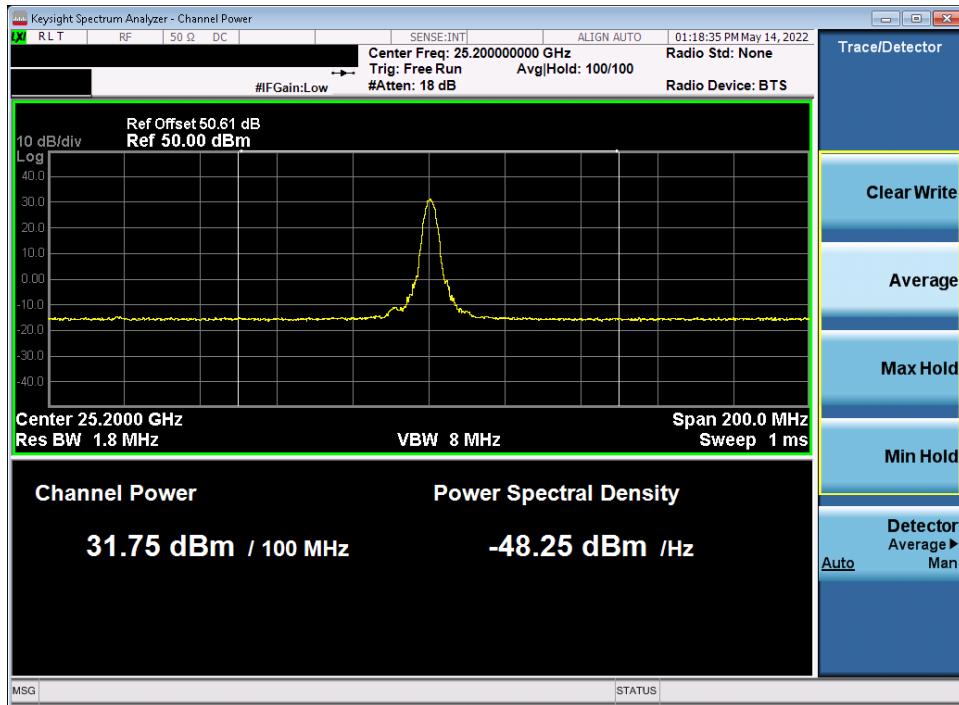 Keysight Spectrum Analyzer - Channel Power
LXI RLT RF 50 Ω DC SENSE:INT ALIGN AUTO 01:18:35 PM May 14, 2022
Center Freq: 25.200000000 GHz Radio Std: None
Trig: Free Run Avg|Hold: 100/100
#IFGain:Low #Atten: 18 dB Radio Device: BTS
Ref Offset 50.61 dB
10 dB/div Ref 50.00 dBm
Log
40.0
30.0
20.0
10.0
0.00
-10.0
-20.0
-30.0
-40.0
Center 25.2000 GHz Span 200.0 MHz
Res BW 1.8 MHz VBW 8 MHz Sweep 1 ms
Channel Power Power Spectral Density
31.75 dBm / 100 MHz -48.25 dBm /Hz
MSG STATUS
Trace/Detector
Clear Write
Average
Max Hold
Min Hold
Detector
Average
Auto Man